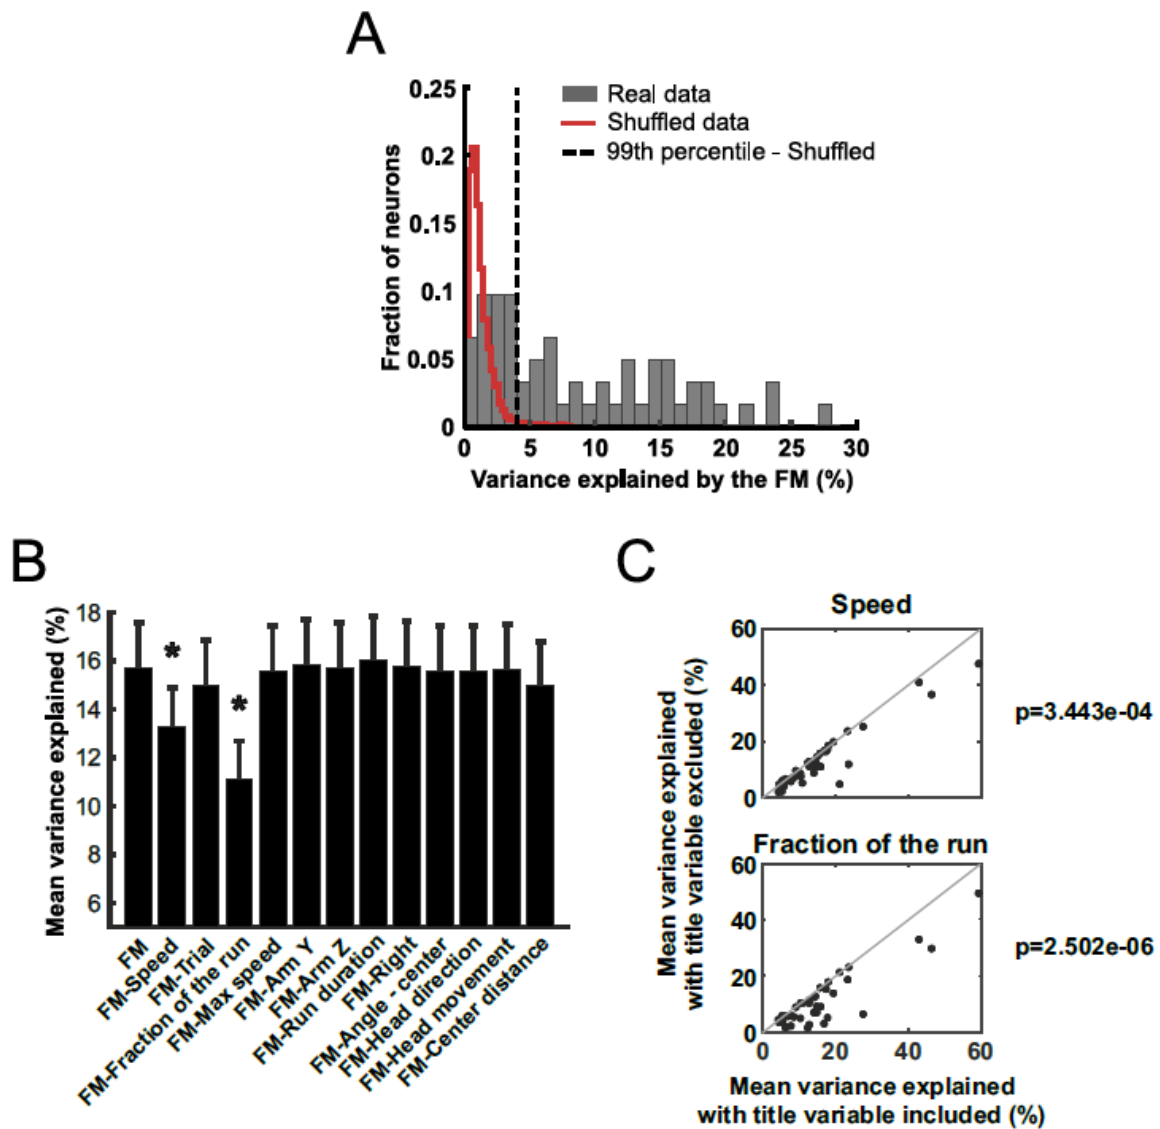 A
Real data
Shuffled data
99th percentile - Shuffled
Fraction of neurons
0.25
0.2
0.15
0.1
0.05
0
0 5 10 15 20 25 30
Variance explained by the FM (%)
B
Mean variance explained (%)
18
16
14
12
10
8
6
*
*
FM
FM-Speed
FM-Trial
FM-Fraction of the run
FM-Max speed
FM-Arm Y
FM-Arm Z
FM-Run duration
FM-Right
FM-Angle - center
FM-Head direction
FM-Head movement
FM-Center distance
C
Speed
60
40
20
0
p=3.443e-04
Mean variance explained
with title variable excluded (%)
Fraction of the run
60
40
20
0
p=2.502e-06
0 20 40 60
Mean variance explained
with title variable included (%)